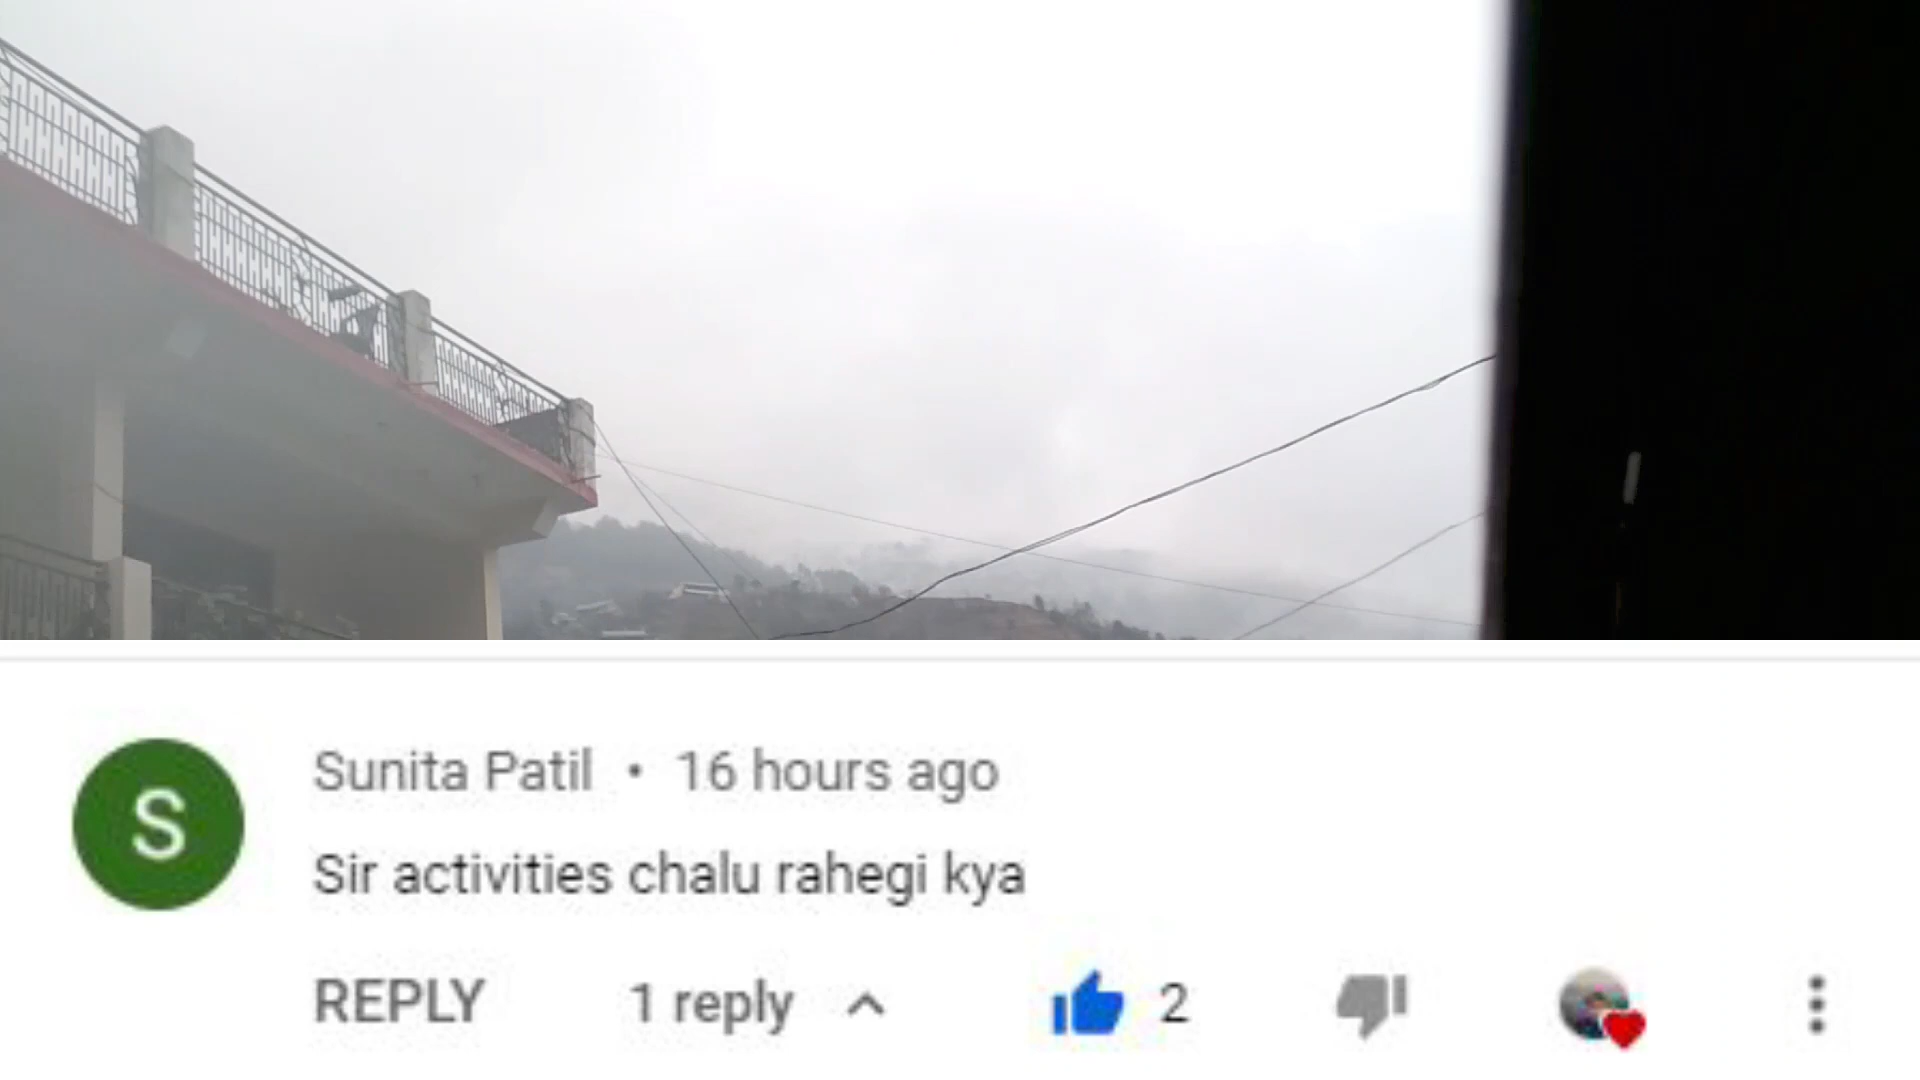 S
Sunita Patil • 16 hours ago
Sir activities chalu rahegi kya
REPLY 1 reply 2